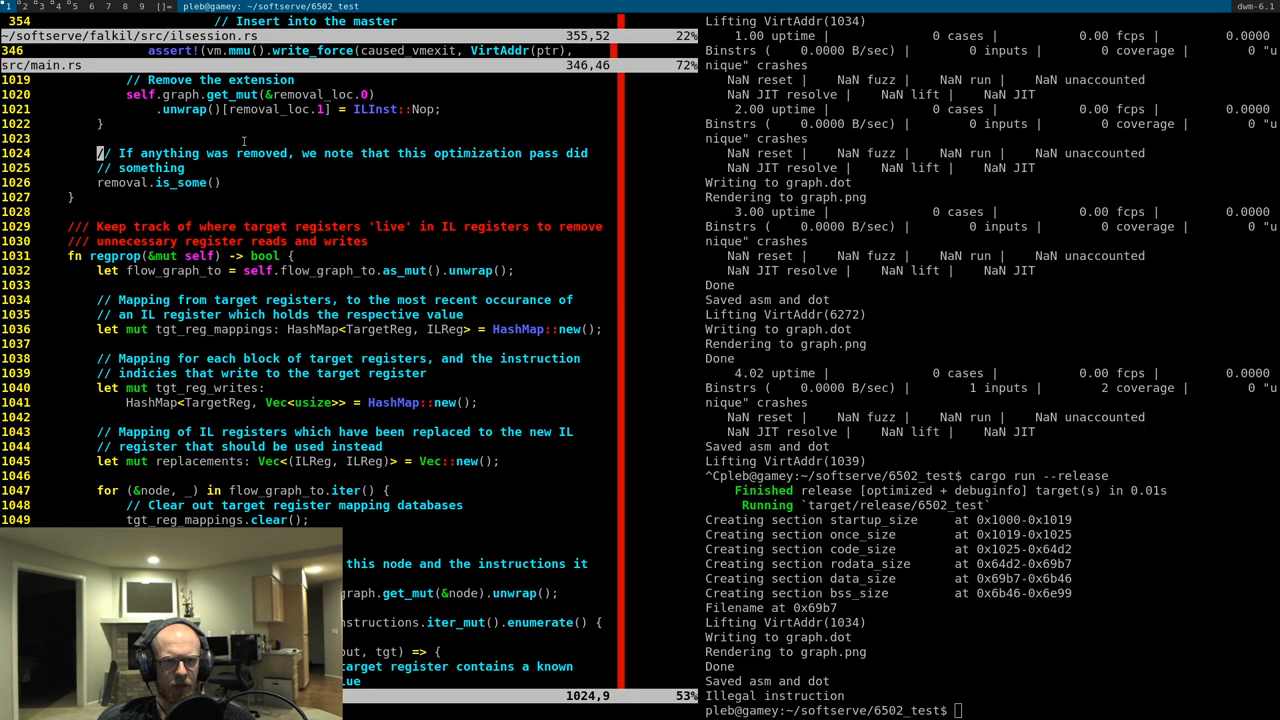 1 2 3 4 5 6 7 8 9 []= pleb@gamey: ~/softserve/6502_test dwm-6.1
354 // Insert into the master
~/softserve/falkil/src/ilsession.rs 355,52 22%
346 assert!(vm.mmu().write_force(caused_vmexit, VirtAddr(ptr),
src/main.rs 346,46 72%
1019 // Remove the extension
1020 self.graph.get_mut(&removal_loc.0)
1021 .unwrap()[removal_loc.1] = ILInst::Nop;
1022 }
1023
1024 // If anything was removed, we note that this optimization pass did
1025 // something
1026 removal.is_some()
1027 }
1028
1029 /// Keep track of where target registers 'live' in IL registers to remove
1030 /// unnecessary register reads and writes
1031 fn regprop(&mut self) -> bool {
1032 let flow_graph_to = self.flow_graph_to.as_mut().unwrap();
1033
1034 // Mapping from target registers, to the most recent occurance of
1035 // an IL register which holds the respective value
1036 let mut tgt_reg_mappings: HashMap<TargetReg, ILReg> = HashMap::new();
1037
1038 // Mapping for each block of target registers, and the instruction
1039 // indicies that write to the target register
1040 let mut tgt_reg_writes:
1041 HashMap<TargetReg, Vec<usize>> = HashMap::new();
1042
1043 // Mapping of IL registers which have been replaced to the new IL
1044 // register that should be used instead
1045 let mut replacements: Vec<(ILReg, ILReg)> = Vec::new();
1046
1047 for (&node, _) in flow_graph_to.iter() {
1048 // Clear out target register mapping databases
1049 tgt_reg_mappings.clear();
this node and the instructions it
graph.get_mut(&node).unwrap();
nstructions.iter_mut().enumerate() {
out, tgt) => {
target register contains a known
ue
1024,9 53%
Lifting VirtAddr(1034)
1.00 uptime | 0 cases | 0.00 fcps | 0.0000
Binstrs ( 0.0000 B/sec) | 0 inputs | 0 coverage | 0 "u
nique" crashes
NaN reset | NaN fuzz | NaN run | NaN unaccounted
NaN JIT resolve | NaN lift | NaN JIT
2.00 uptime | 0 cases | 0.00 fcps | 0.0000
Binstrs ( 0.0000 B/sec) | 0 inputs | 0 coverage | 0 "u
nique" crashes
NaN reset | NaN fuzz | NaN run | NaN unaccounted
NaN JIT resolve | NaN lift | NaN JIT
Writing to graph.dot
Rendering to graph.png
3.00 uptime | 0 cases | 0.00 fcps | 0.0000
Binstrs ( 0.0000 B/sec) | 0 inputs | 0 coverage | 0 "u
nique" crashes
NaN reset | NaN fuzz | NaN run | NaN unaccounted
NaN JIT resolve | NaN lift | NaN JIT
Done
Saved asm and dot
Lifting VirtAddr(6272)
Writing to graph.dot
Rendering to graph.png
Done
4.02 uptime | 0 cases | 0.00 fcps | 0.0000
Binstrs ( 0.0000 B/sec) | 1 inputs | 2 coverage | 0 "u
nique" crashes
NaN reset | NaN fuzz | NaN run | NaN unaccounted
NaN JIT resolve | NaN lift | NaN JIT
Saved asm and dot
Lifting VirtAddr(1039)
^Cpleb@gamey:~/softserve/6502_test$ cargo run --release
Finished release [optimized + debuginfo] target(s) in 0.01s
Running `target/release/6502_test`
Creating section startup_size at 0x1000-0x1019
Creating section once_size at 0x1019-0x1025
Creating section code_size at 0x1025-0x64d2
Creating section rodata_size at 0x64d2-0x69b7
Creating section data_size at 0x69b7-0x6b46
Creating section bss_size at 0x6b46-0x6e99
Filename at 0x69b7
Lifting VirtAddr(1034)
Writing to graph.dot
Rendering to graph.png
Done
Saved asm and dot
Illegal instruction
pleb@gamey:~/softserve/6502_test$